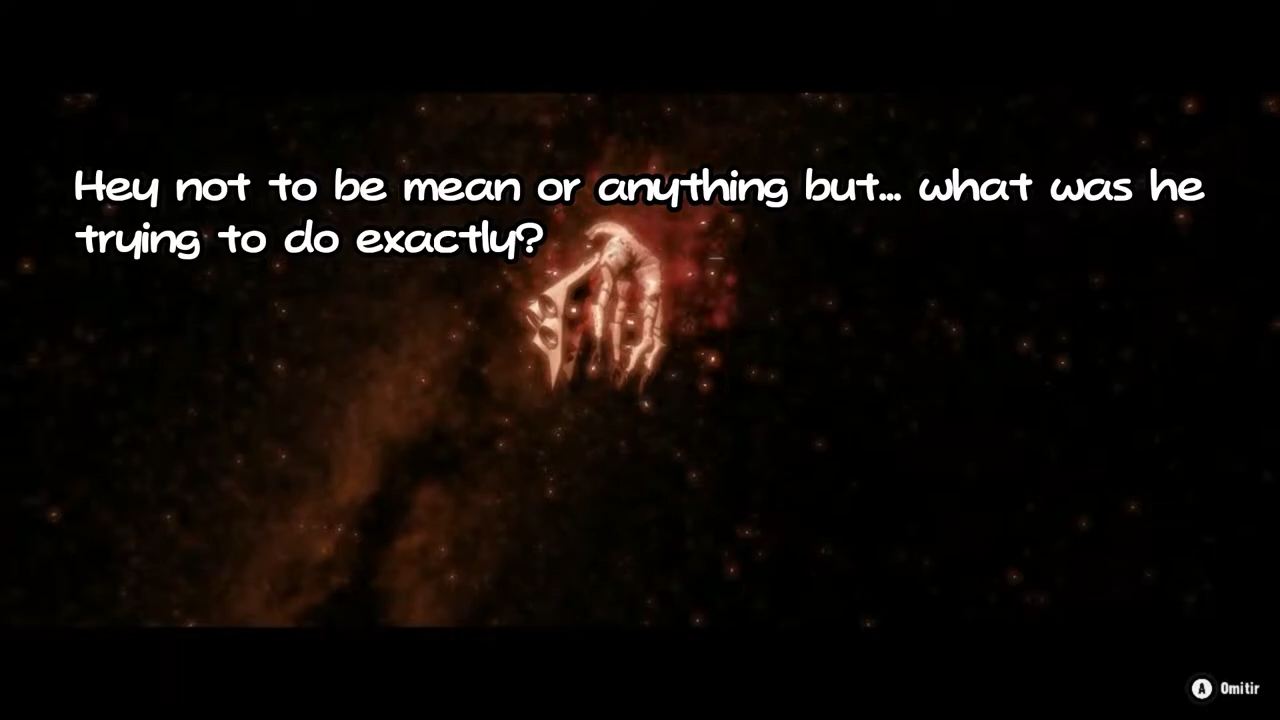 Hey not to be mean or anything but... what was he
trying to do exactly?
A Omitir